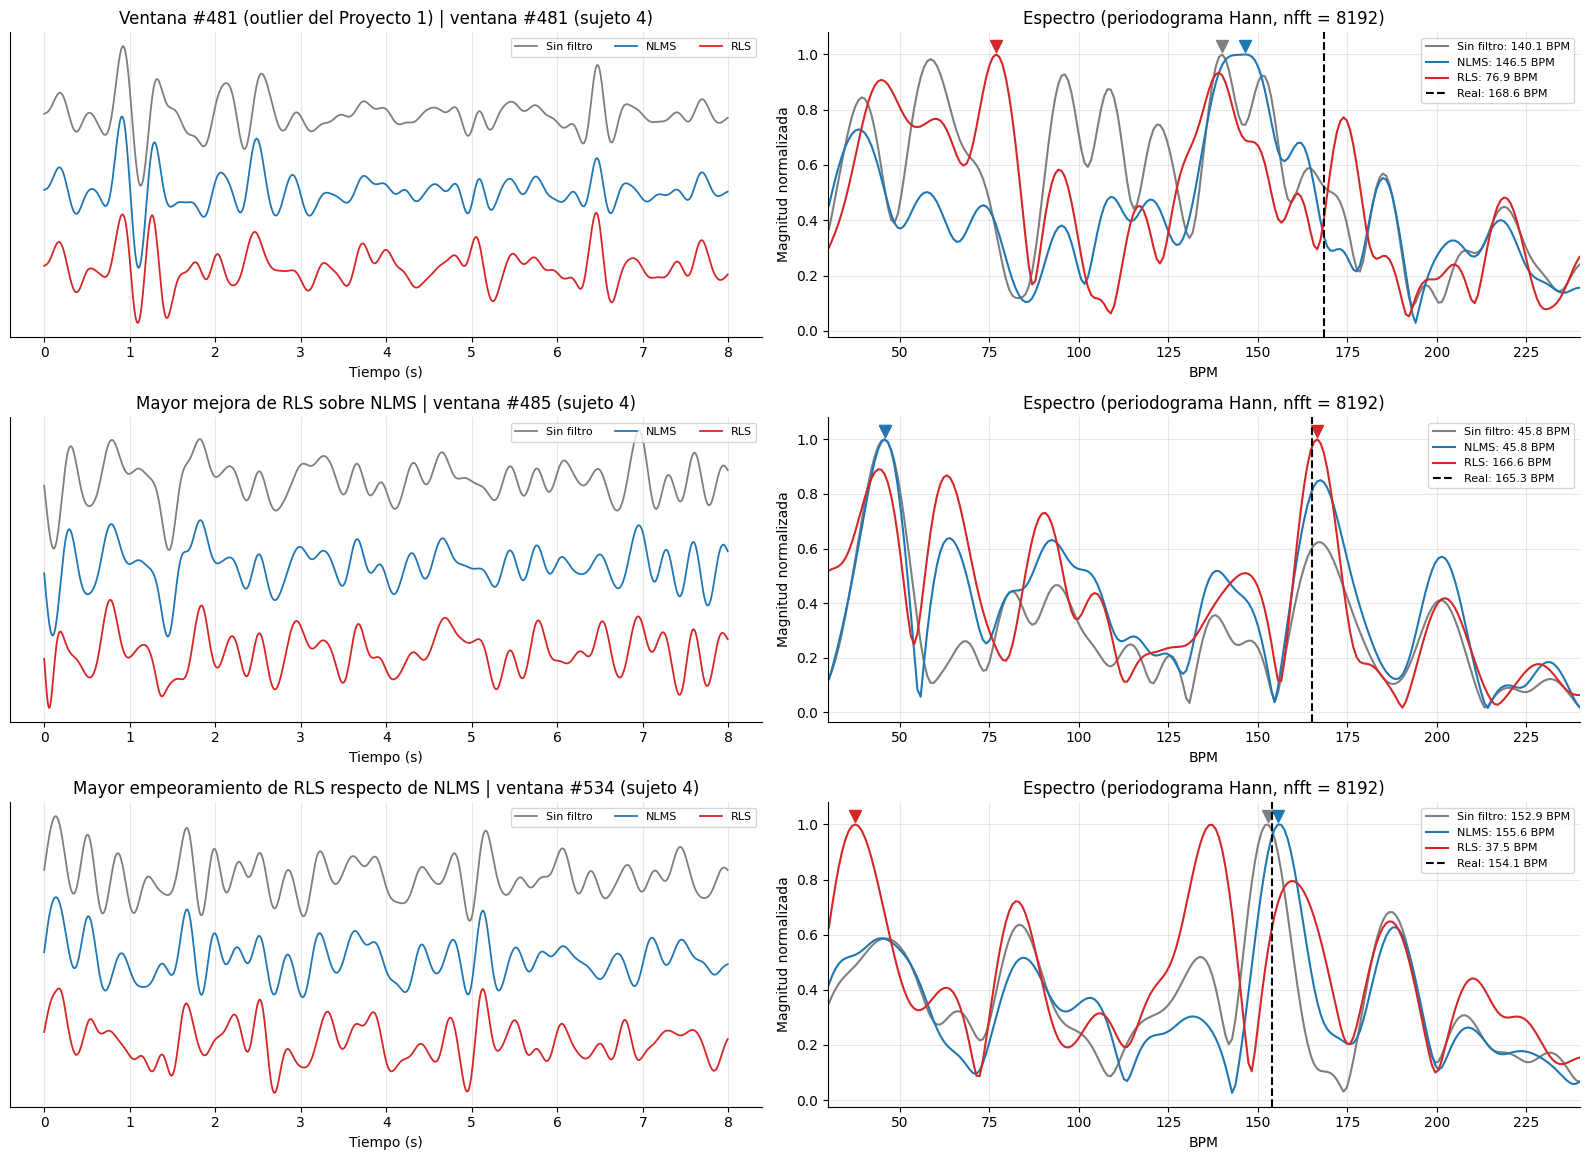 Ventana #481 (outlier del Proyecto 1) | ventana #481 (sujeto 4)
Sin filtro NLMS RLS
0 1 2 3 4 5 6 7 8
Tiempo (s)
Espectro (periodograma Hann, nfft = 8192)
Sin filtro: 140.1 BPM
NLMS: 146.5 BPM
RLS: 76.9 BPM
Real: 168.6 BPM
Magnitud normalizada
1.0
0.8
0.6
0.4
0.2
0.0
50 75 100 125 150 175 200 225
BPM
Mayor mejora de RLS sobre NLMS | ventana #485 (sujeto 4)
Sin filtro NLMS RLS
0 1 2 3 4 5 6 7 8
Tiempo (s)
Espectro (periodograma Hann, nfft = 8192)
Sin filtro: 45.8 BPM
NLMS: 45.8 BPM
RLS: 166.6 BPM
Real: 165.3 BPM
Magnitud normalizada
1.0
0.8
0.6
0.4
0.2
0.0
50 75 100 125 150 175 200 225
BPM
Mayor empeoramiento de RLS respecto de NLMS | ventana #534 (sujeto 4)
Sin filtro NLMS RLS
0 1 2 3 4 5 6 7 8
Tiempo (s)
Espectro (periodograma Hann, nfft = 8192)
Sin filtro: 152.9 BPM
NLMS: 155.6 BPM
RLS: 37.5 BPM
Real: 154.1 BPM
Magnitud normalizada
1.0
0.8
0.6
0.4
0.2
0.0
50 75 100 125 150 175 200 225
BPM